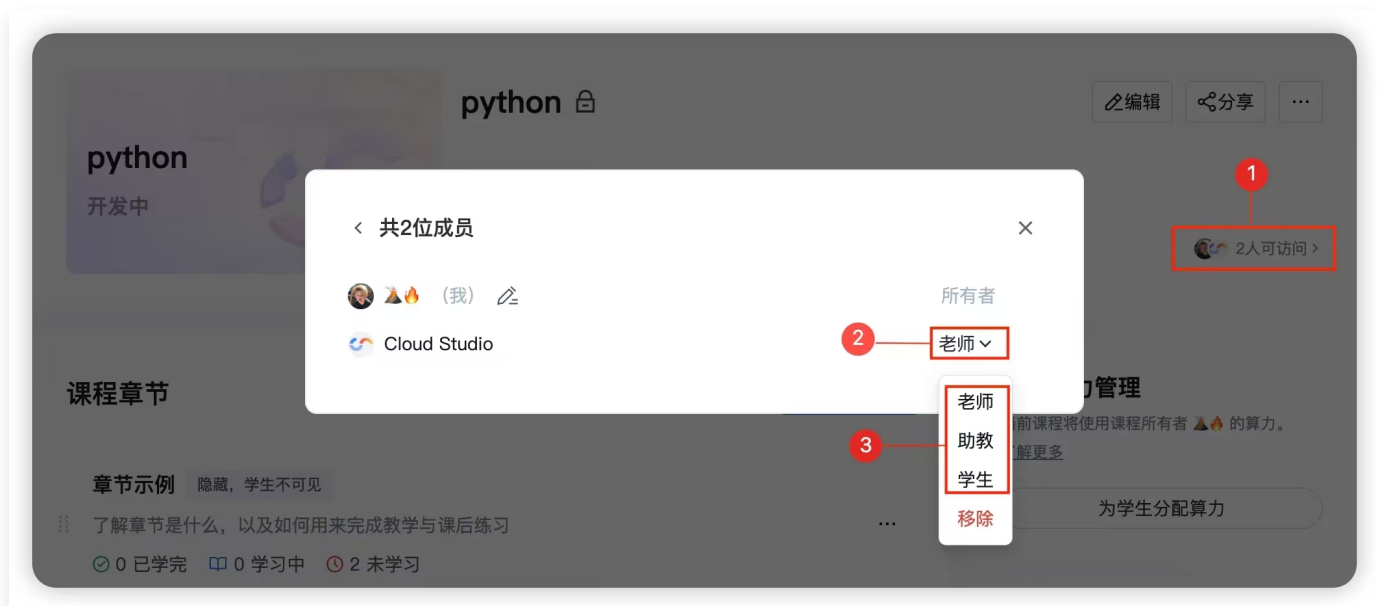 python
编辑
分享
...
python
开发中
1
2人可访问 >
< 共2位成员
🌋🔥 (我)
所有者
Cloud Studio
2
老师
老师
助教
学生
移除
3
课程章节
力管理
前课程将使用课程所有者 🌋🔥 的算力。
解更多
为学生分配算力
章节示例
隐藏，学生不可见
了解章节是什么，以及如何用来完成教学与课后练习
...
0 已学完
0 学习中
2 未学习